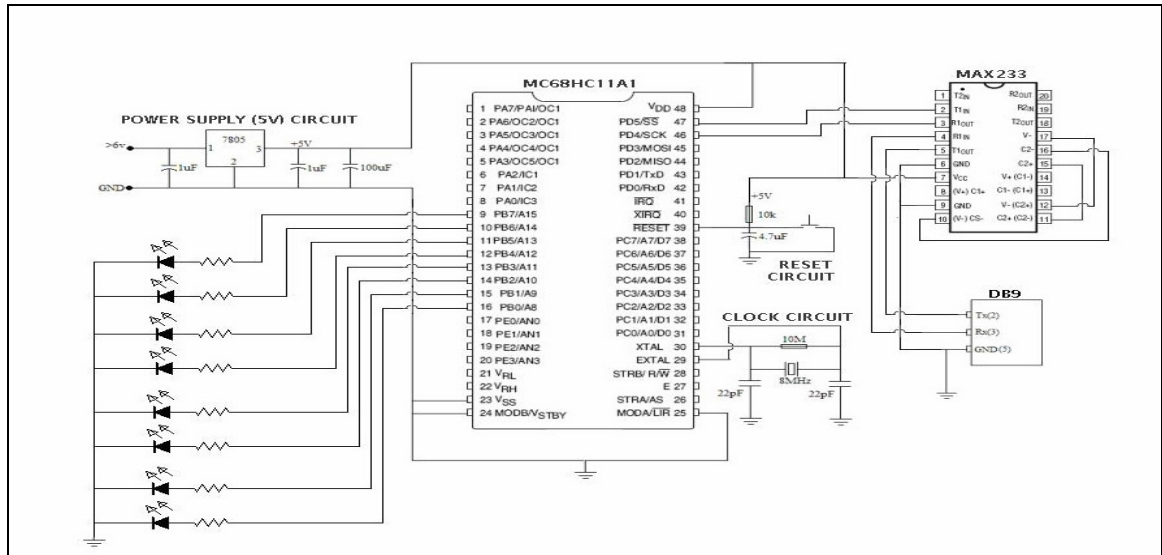 POWER SUPPLY (5V) CIRCUIT
>6v
1
7805
3
+5V
2
1uF
1uF
100uF
GND
MC68HC11A1
1 PA7/PAI/OC1
2 PA6/OC2/OC1
3 PA5/OC3/OC1
4 PA4/OC4/OC1
5 PA3/OC5/OC1
6 PA2/IC1
7 PA1/IC2
8 PA0/IC3
9 PB7/A15
10 PB6/A14
11 PB5/A13
12 PB4/A12
13 PB3/A11
14 PB2/A10
15 PB1/A9
16 PB0/A8
17 PE0/AN0
18 PE1/AN1
19 PE2/AN2
20 PE3/AN3
21 VRL
22 VRH
23 VSS
24 MODB/VSTBY
VDD 48
PD5/SS 47
PD4/SCK 46
PD3/MOSI 45
PD2/MISO 44
PD1/TxD 43
PD0/RxD 42
IRQ 41
XIRQ 40
RESET 39
PC7/A7/D7 38
PC6/A6/D6 37
PC5/A5/D5 36
PC4/A4/D4 35
PC3/A3/D3 34
PC2/A2/D2 33
PC1/A1/D1 32
PC0/A0/D0 31
XTAL 30
EXTAL 29
STRB/ R/W 28
E 27
STRA/AS 26
MODA/LIR 25
+5V
10k
4.7uF
RESET
CIRCUIT
CLOCK CIRCUIT
10M
8MHz
22pF
22pF
MAX233
1 T2IN
2 T1IN
3 R1OUT
4 R1IN
5 T1OUT
6 GND
7 VCC
8 (V+) C1+
9 GND
10 (V-) CS-
R2OUT 20
R2IN 19
T2OUT 18
V- 17
C2- 16
C2+ 15
V+ (C1-) 14
C1- (C1+) 13
V- (C2+) 12
C2+ (C2-) 11
DB9
Tx(2)
Rx(3)
GND(5)